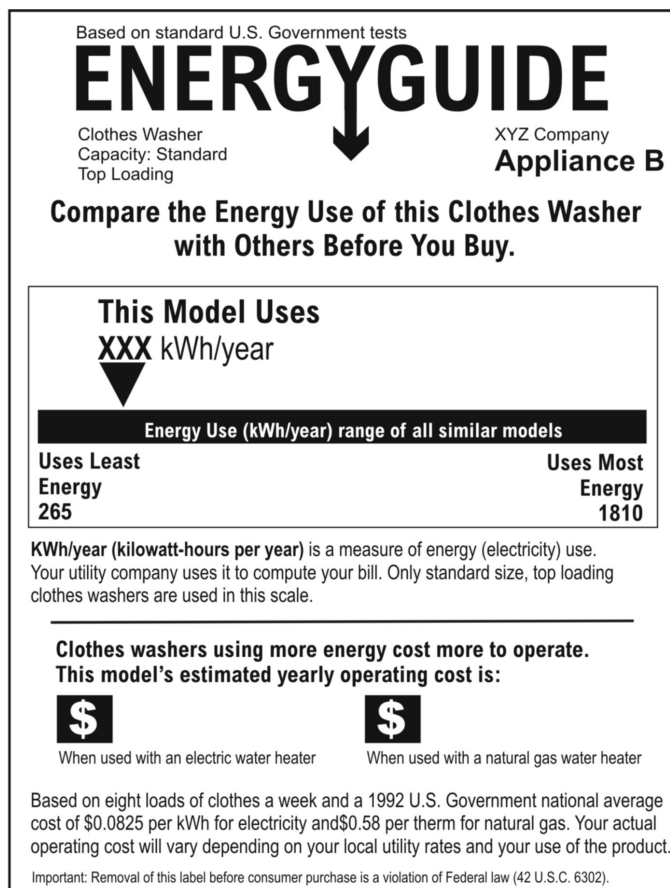 Based on standard U.S. Government tests
ENERGYGUIDE
Clothes Washer
Capacity: Standard
Top Loading
XYZ Company
Appliance B
Compare the Energy Use of this Clothes Washer
with Others Before You Buy.
This Model Uses
XXX kWh/year
Energy Use (kWh/year) range of all similar models
Uses Least
Energy
265
Uses Most
Energy
1810
KWh/year (kilowatt-hours per year) is a measure of energy (electricity) use.
Your utility company uses it to compute your bill. Only standard size, top loading
clothes washers are used in this scale.
Clothes washers using more energy cost more to operate.
This model's estimated yearly operating cost is:
$
When used with an electric water heater
$
When used with a natural gas water heater
Based on eight loads of clothes a week and a 1992 U.S. Government national average
cost of $0.0825 per kWh for electricity and$0.58 per therm for natural gas. Your actual
operating cost will vary depending on your local utility rates and your use of the product.
Important: Removal of this label before consumer purchase is a violation of Federal law (42 U.S.C. 6302).